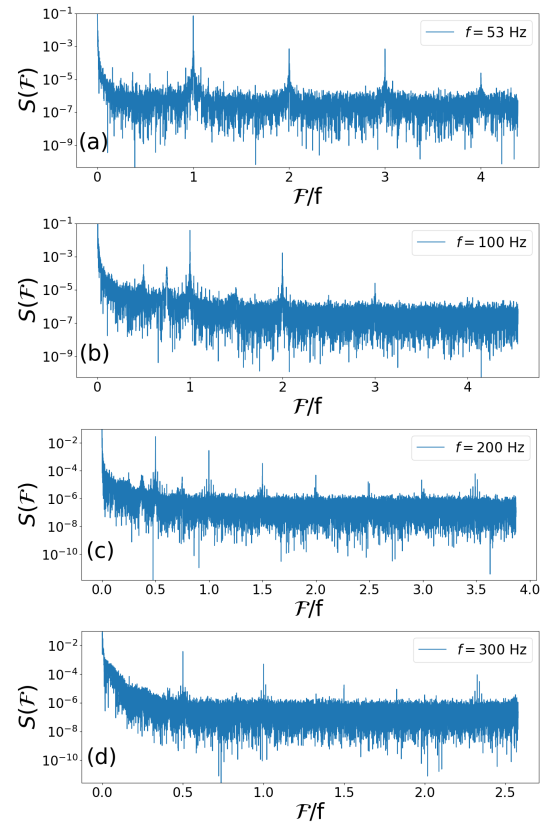 10⁻¹
10⁻³
10⁻⁵
10⁻⁷
10⁻⁹
S(ℱ)
(a)
f = 53 Hz
0 1 2 3 4
ℱ/f
10⁻¹
10⁻³
10⁻⁵
10⁻⁷
10⁻⁹
S(ℱ)
(b)
f = 100 Hz
0 1 2 3 4
ℱ/f
10⁻²
10⁻⁴
10⁻⁶
10⁻⁸
10⁻¹⁰
S(ℱ)
(c)
f = 200 Hz
0.0 0.5 1.0 1.5 2.0 2.5 3.0 3.5 4.0
ℱ/f
10⁻²
10⁻⁴
10⁻⁶
10⁻⁸
10⁻¹⁰
S(ℱ)
(d)
f = 300 Hz
0.0 0.5 1.0 1.5 2.0 2.5
ℱ/f